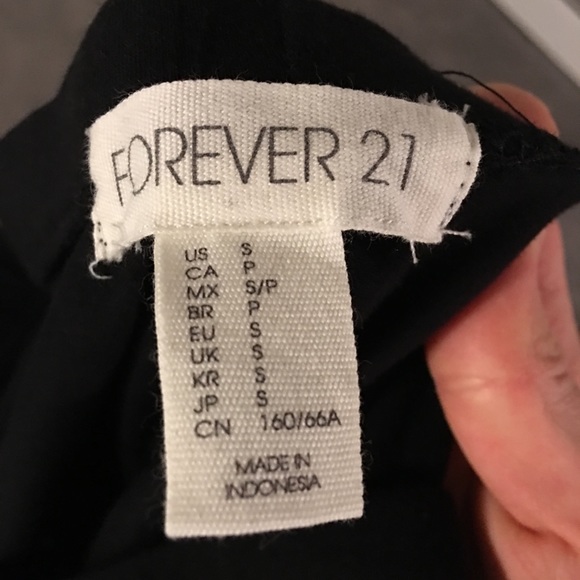 FOREVER 21
US S
CA P
MX S/P
BR P
EU S
UK S
KR S
JP S
CN 160/66A
MADE IN
INDONESIA